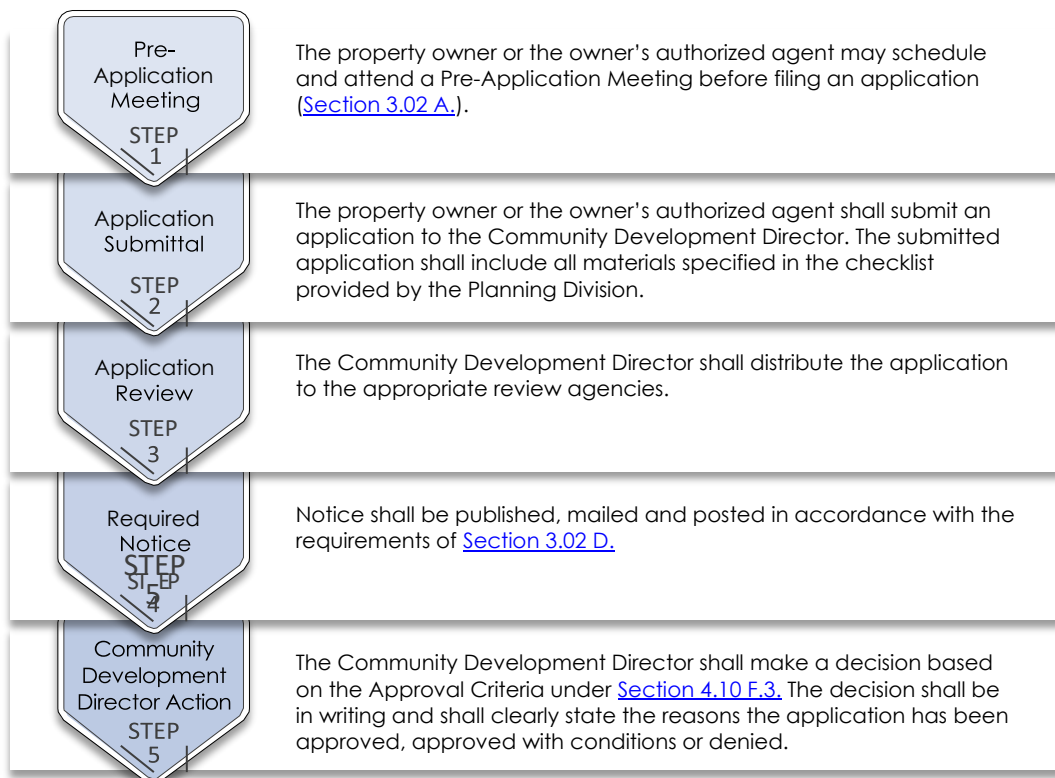 Pre-
Application
Meeting
STEP
1
The property owner or the owner's authorized agent may schedule
and attend a Pre-Application Meeting before filing an application
(Section 3.02 A.).
Application
Submittal
STEP
2
The property owner or the owner's authorized agent shall submit an
application to the Community Development Director. The submitted
application shall include all materials specified in the checklist
provided by the Planning Division.
Application
Review
STEP
3
The Community Development Director shall distribute the application
to the appropriate review agencies.
Required
Notice
STEP
5
STEP
4
Notice shall be published, mailed and posted in accordance with the
requirements of Section 3.02 D.
Community
Development
Director Action
STEP
5
The Community Development Director shall make a decision based
on the Approval Criteria under Section 4.10 F.3. The decision shall be
in writing and shall clearly state the reasons the application has been
approved, approved with conditions or denied.